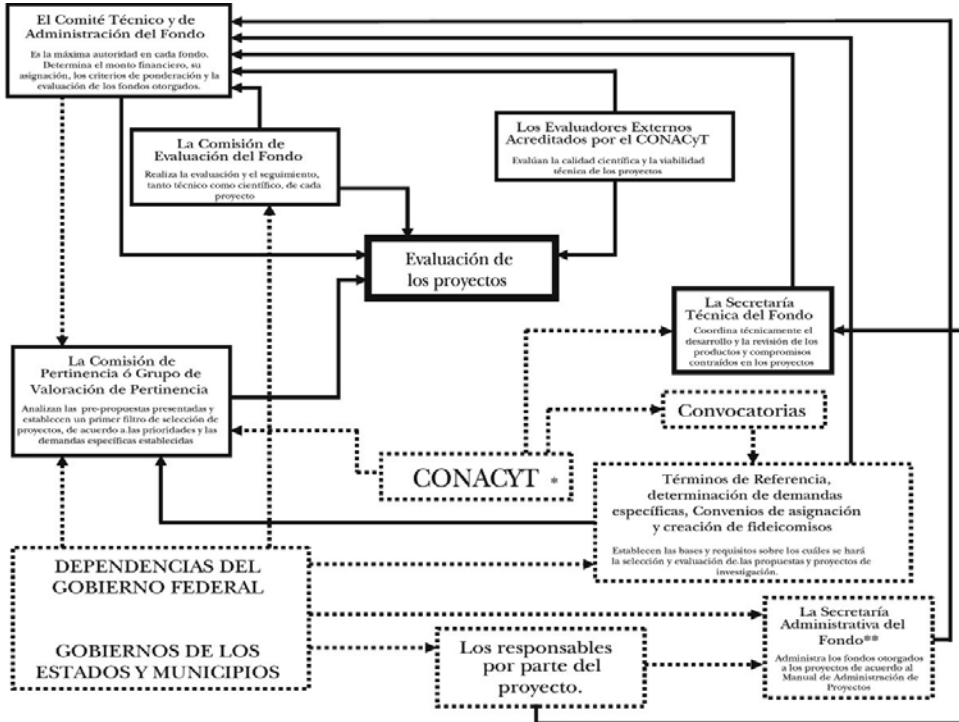 El Comité Técnico y de
Administración del Fondo
Es la máxima autoridad en cada fondo.
Determina el monto financiero, su
asignación, los criterios de ponderación y la
evaluación de los fondos otorgados.
La Comisión de
Evaluación del Fondo
Realiza la evaluación y el seguimiento,
tanto técnico como científico, de cada
proyecto
Los Evaluadores Externos
Acreditados por el CONACyT
Evalúan la calidad científica y la viabilidad
técnica de los proyectos
Evaluación de
los proyectos
La Secretaría
Técnica del Fondo
Coordina técnicamente el
desarrollo y la revisión de los
productos y compromisos
contraídos en los proyectos
La Comisión de
Pertinencia ó Grupo de
Valoración de Pertinencia
Analizan las pre-propuestas presentadas y
establecen un primer filtro de selección de
proyectos, de acuerdo a las prioridades y las
demandas específicas establecidas
Convocatorias
CONACYT *
Términos de Referencia,
determinación de demandas
específicas, Convenios de asignación
y creación de fideicomisos
Establecen las bases y requisitos sobre los cuáles se hará
la selección y evaluación de.las propuestas y proyectos de
investigación.
DEPENDENCIAS DEL
GOBIERNO FEDERAL
GOBIERNOS DE LOS
ESTADOS Y MUNICIPIOS
Los responsables
por parte del
proyecto.
La Secretaría
Administrativa del
Fondo**
Administra los fondos otorgados
a los proyectos de acuerdo al
Manual de Administración de
Proyectos